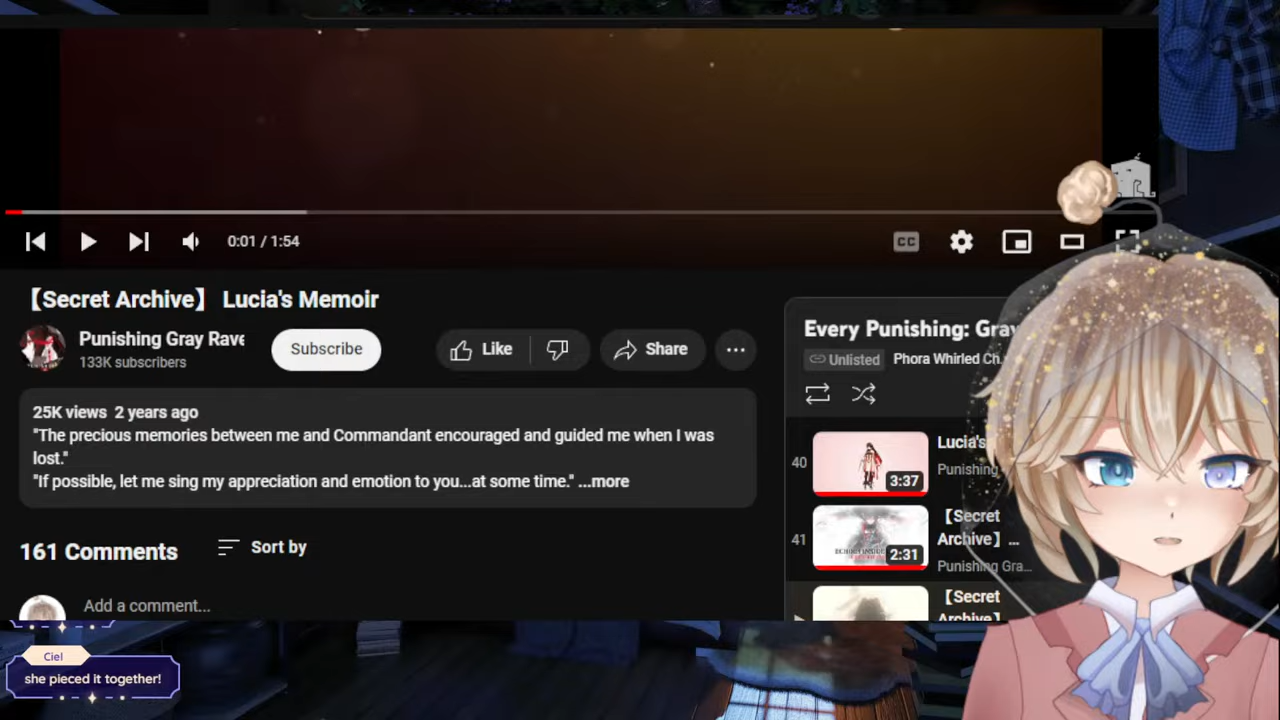 0:01 / 1:54
CC
【Secret Archive】 Lucia's Memoir
Punishing Gray Rave
133K subscribers
Subscribe
Like
Share
25K views 2 years ago
"The precious memories between me and Commandant encouraged and guided me when I was
lost."
"If possible, let me sing my appreciation and emotion to you...at some time." ...more
161 Comments
Sort by
Add a comment...
Every Punishing: Gray
Unlisted
Phora Whirled Ch...
40
Lucia's
Punishing
3:37
41
【Secret
Archive】 ...
Punishing Gra...
2:31
【Secret
Archive】
Ciel
she pieced it together!